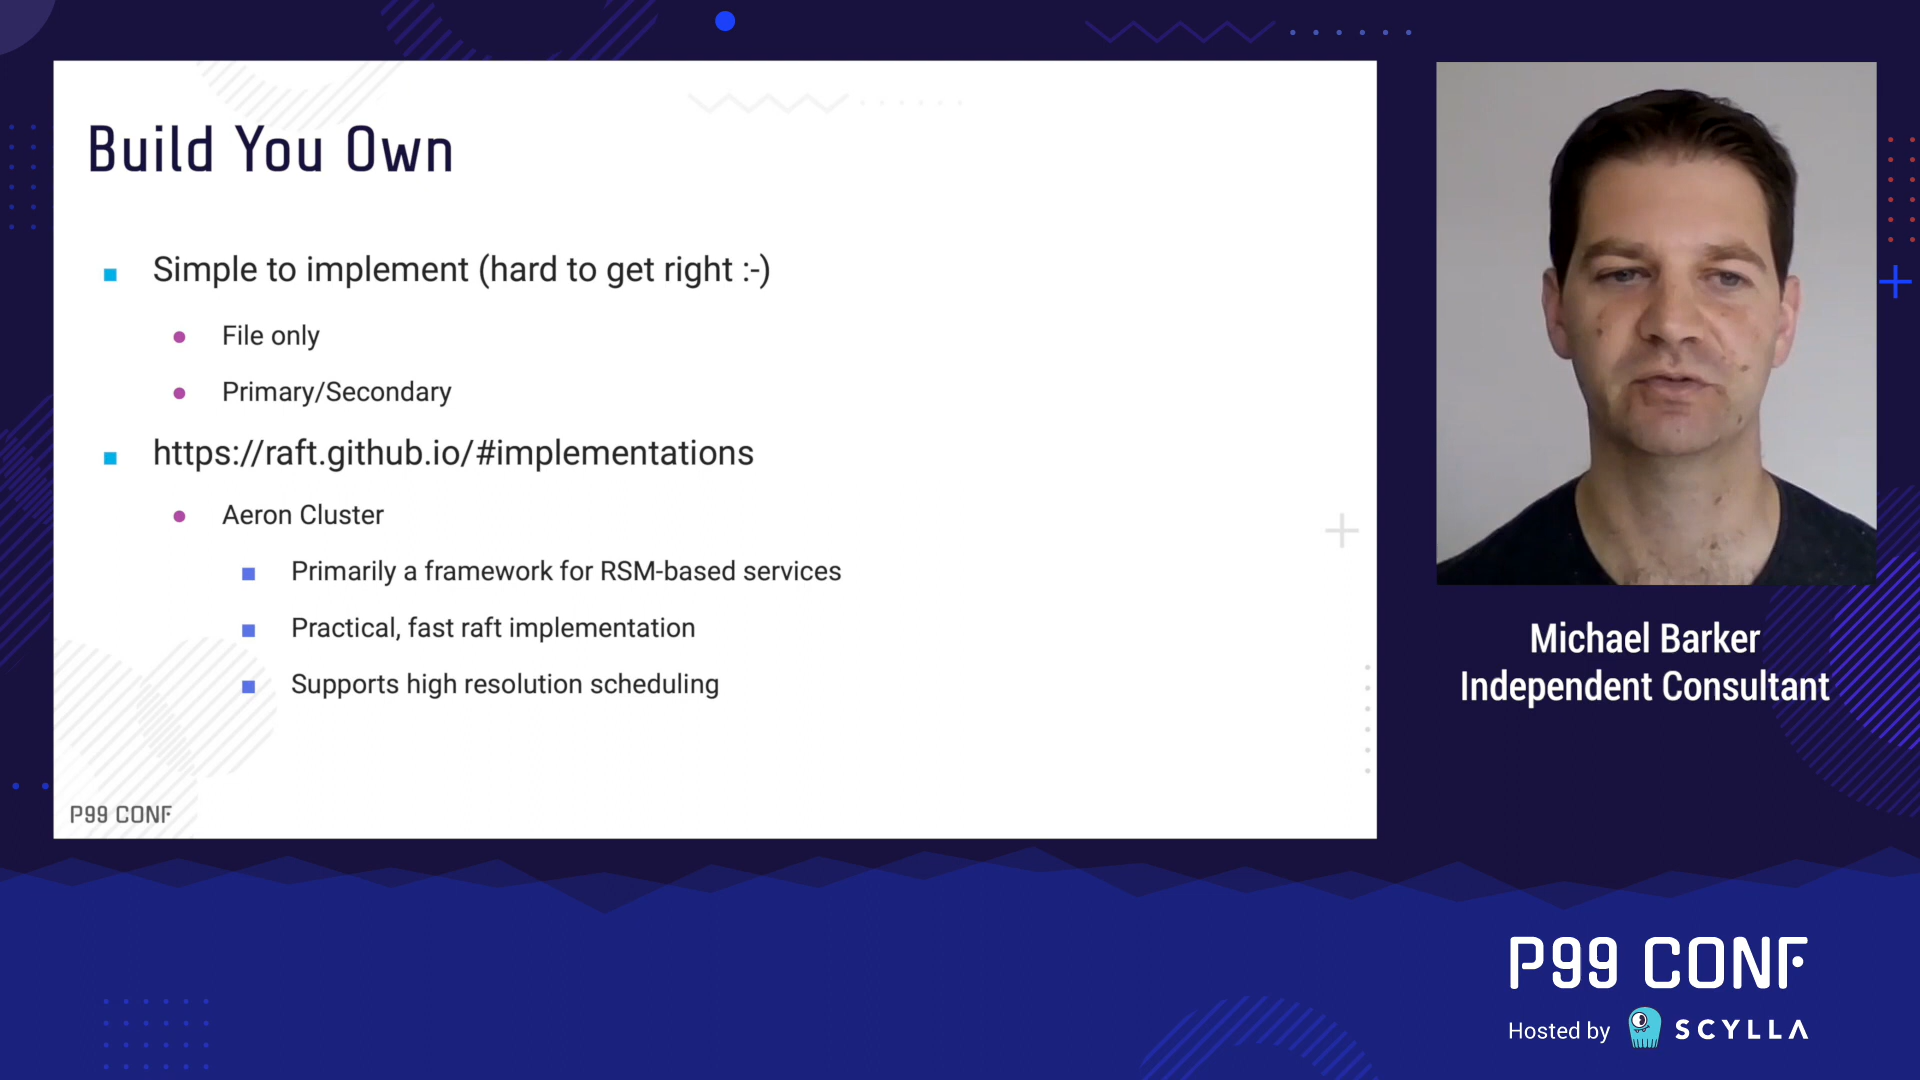 Build You Own
Simple to implement (hard to get right :-)
File only
Primary/Secondary
https://raft.github.io/#implementations
Aeron Cluster
Primarily a framework for RSM-based services
Practical, fast raft implementation
Supports high resolution scheduling
P99 CONF
Michael Barker
Independent Consultant
P99 CONF
Hosted by SCYLLA